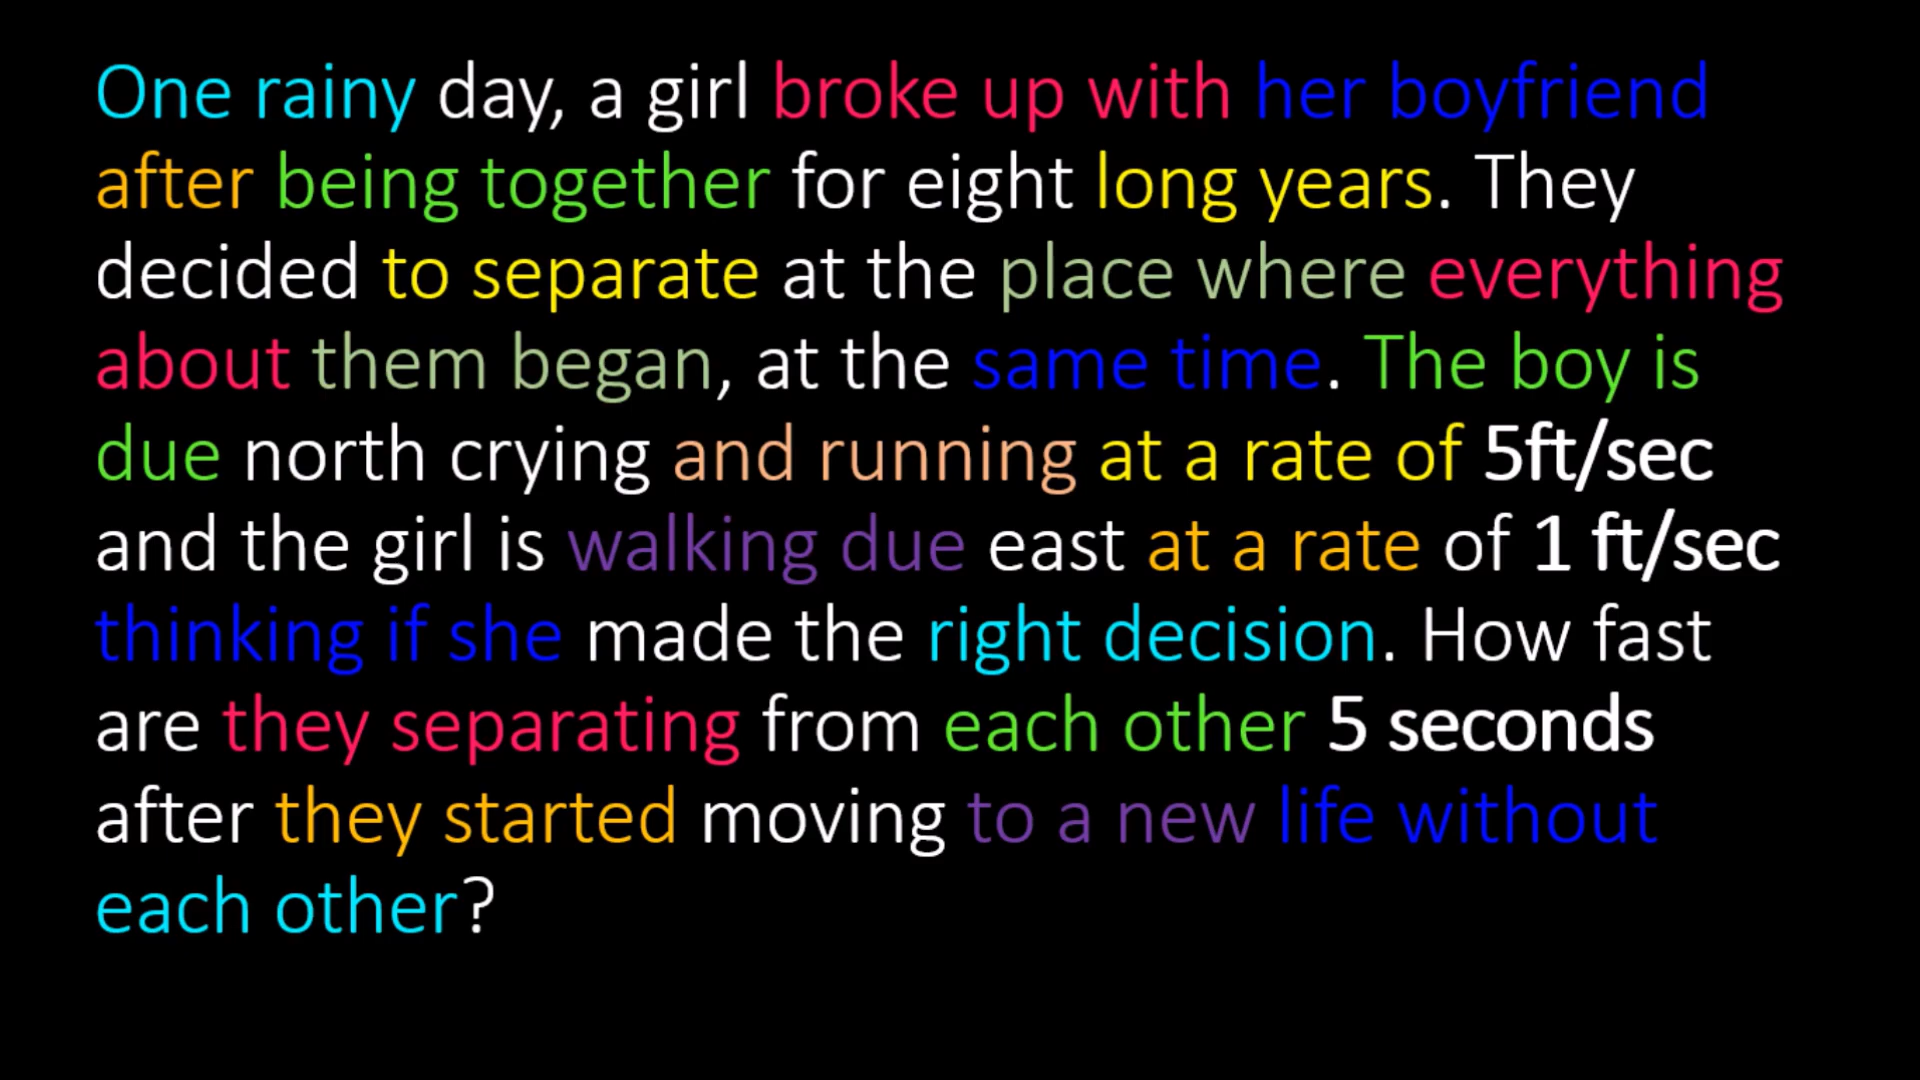 One rainy day, a girl broke up with her boyfriend
after being together for eight long years. They
decided to separate at the place where everything
about them began, at the same time. The boy is
due north crying and running at a rate of 5ft/sec
and the girl is walking due east at a rate of 1 ft/sec
thinking if she made the right decision. How fast
are they separating from each other 5 seconds
after they started moving to a new life without
each other?